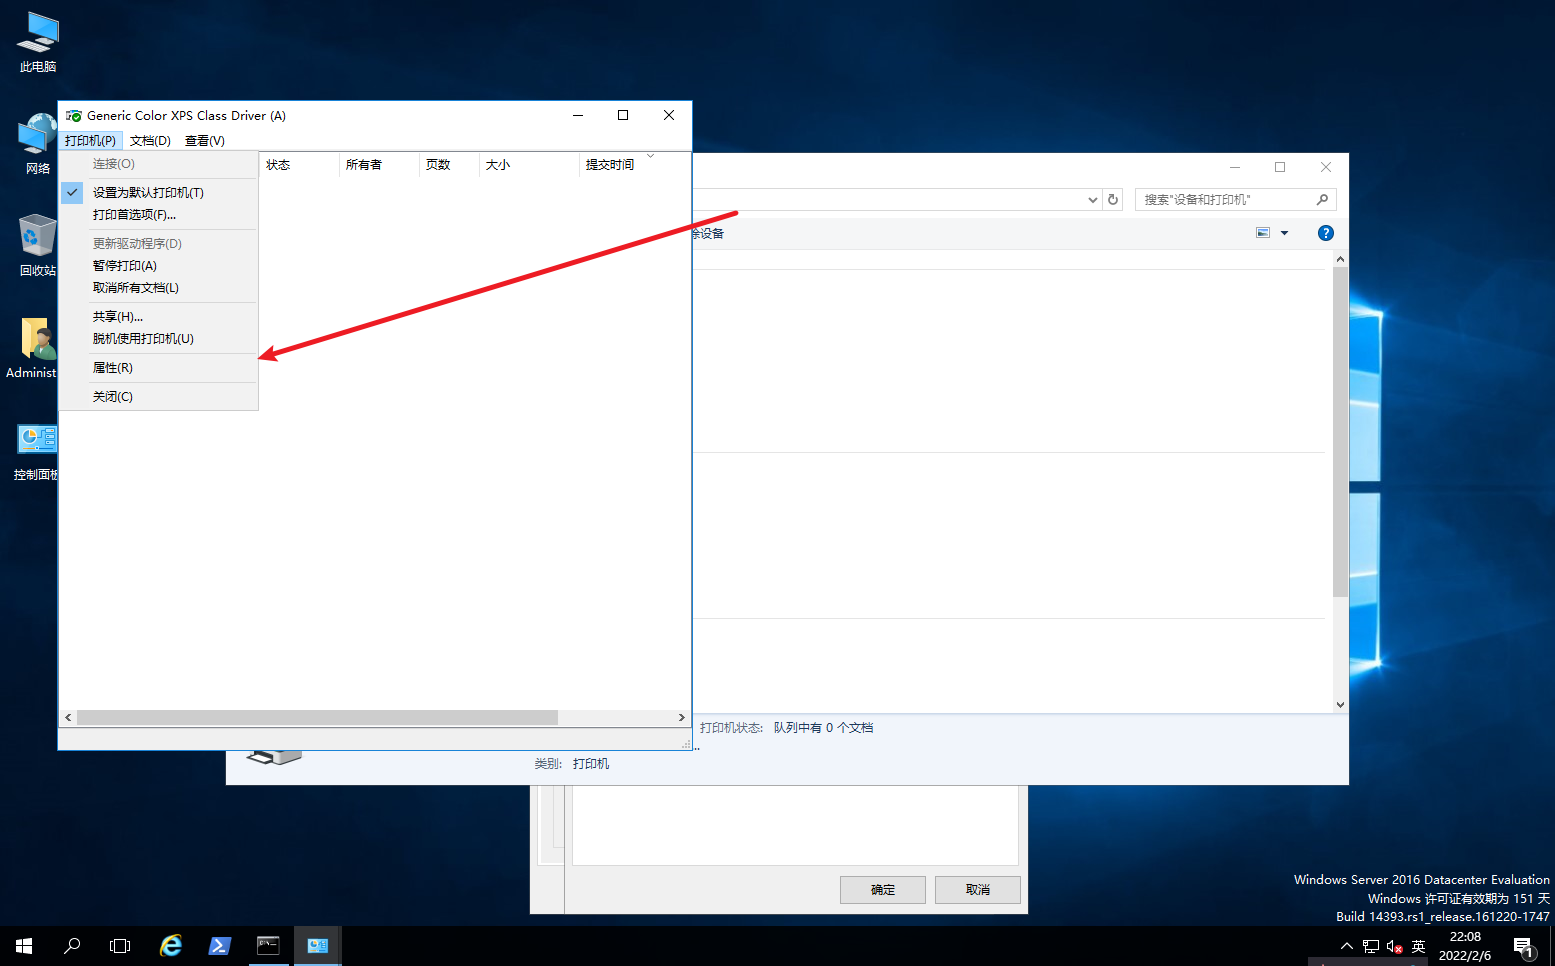 此电脑
网络
回收站
Administ
控制面板
Generic Color XPS Class Driver (A)
打印机(P) 文档(D) 查看(V)
状态 所有者 页数 大小 提交时间
连接(O)
设置为默认打印机(T)
打印首选项(F)...
更新驱动程序(D)
暂停打印(A)
取消所有文档(L)
共享(H)...
脱机使用打印机(U)
属性(R)
关闭(C)
搜索"设备和打印机"
除设备
打印机状态: 队列中有 0 个文档
类别: 打印机
确定 取消
Windows Server 2016 Datacenter Evaluation
Windows 许可证有效期为 151 天
Build 14393.rs1_release.161220-1747
英
22:08
2022/2/6
1